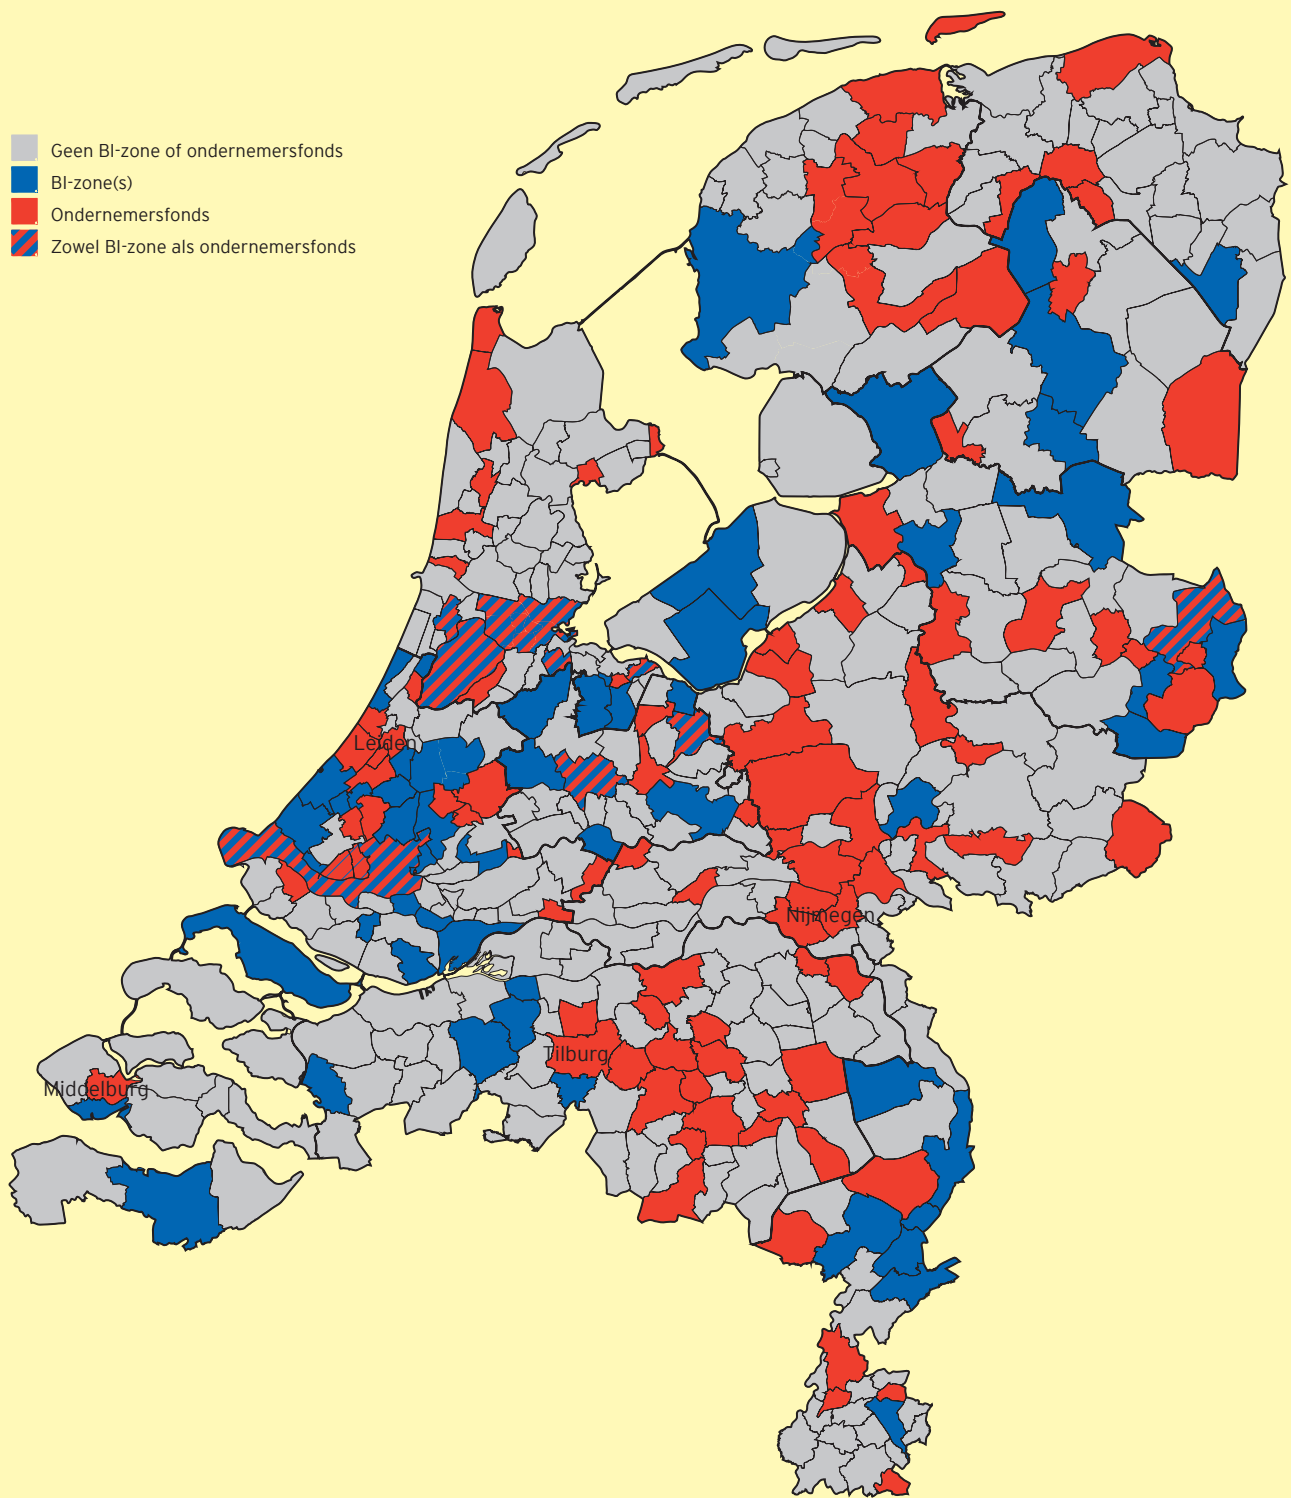 Geen BI-zone of ondernemersfonds
BI-zone(s)
Ondernemersfonds
Zowel BI-zone als ondernemersfonds
Leiden
Nijmegen
Tilburg
Middelburg